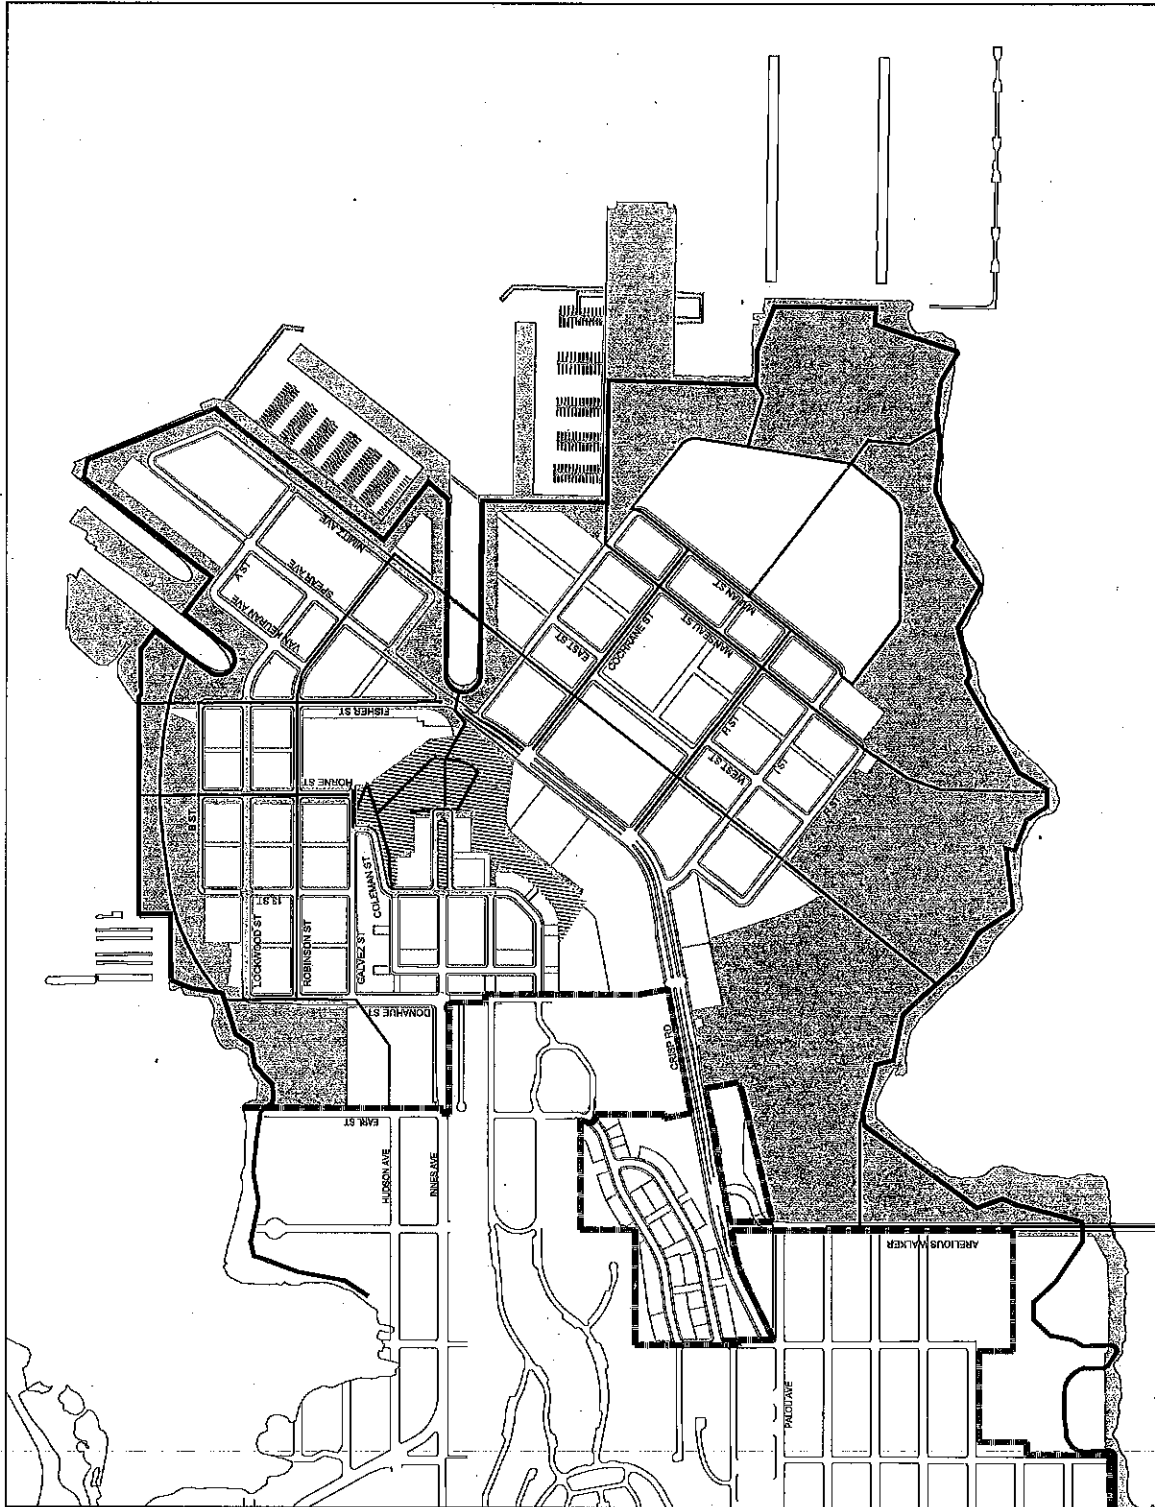 NIMITZ AVE
SPEAR AVE
X ST
VAN KEUREN AVE
FISHER ST
HORNE ST
B ST
13 ST
LOCKWOOD ST
ROBINSON ST
GALVEZ ST
COLEMAN ST
DONAHUE ST
EAST ST
COCHRANE ST
MANSEAU ST
MAHAN ST
R ST
I ST
WEST ST
CRISP RD
EARL ST
HUDSON AVE
INNES AVE
ARELIOUS WALKER
PALOU AVE